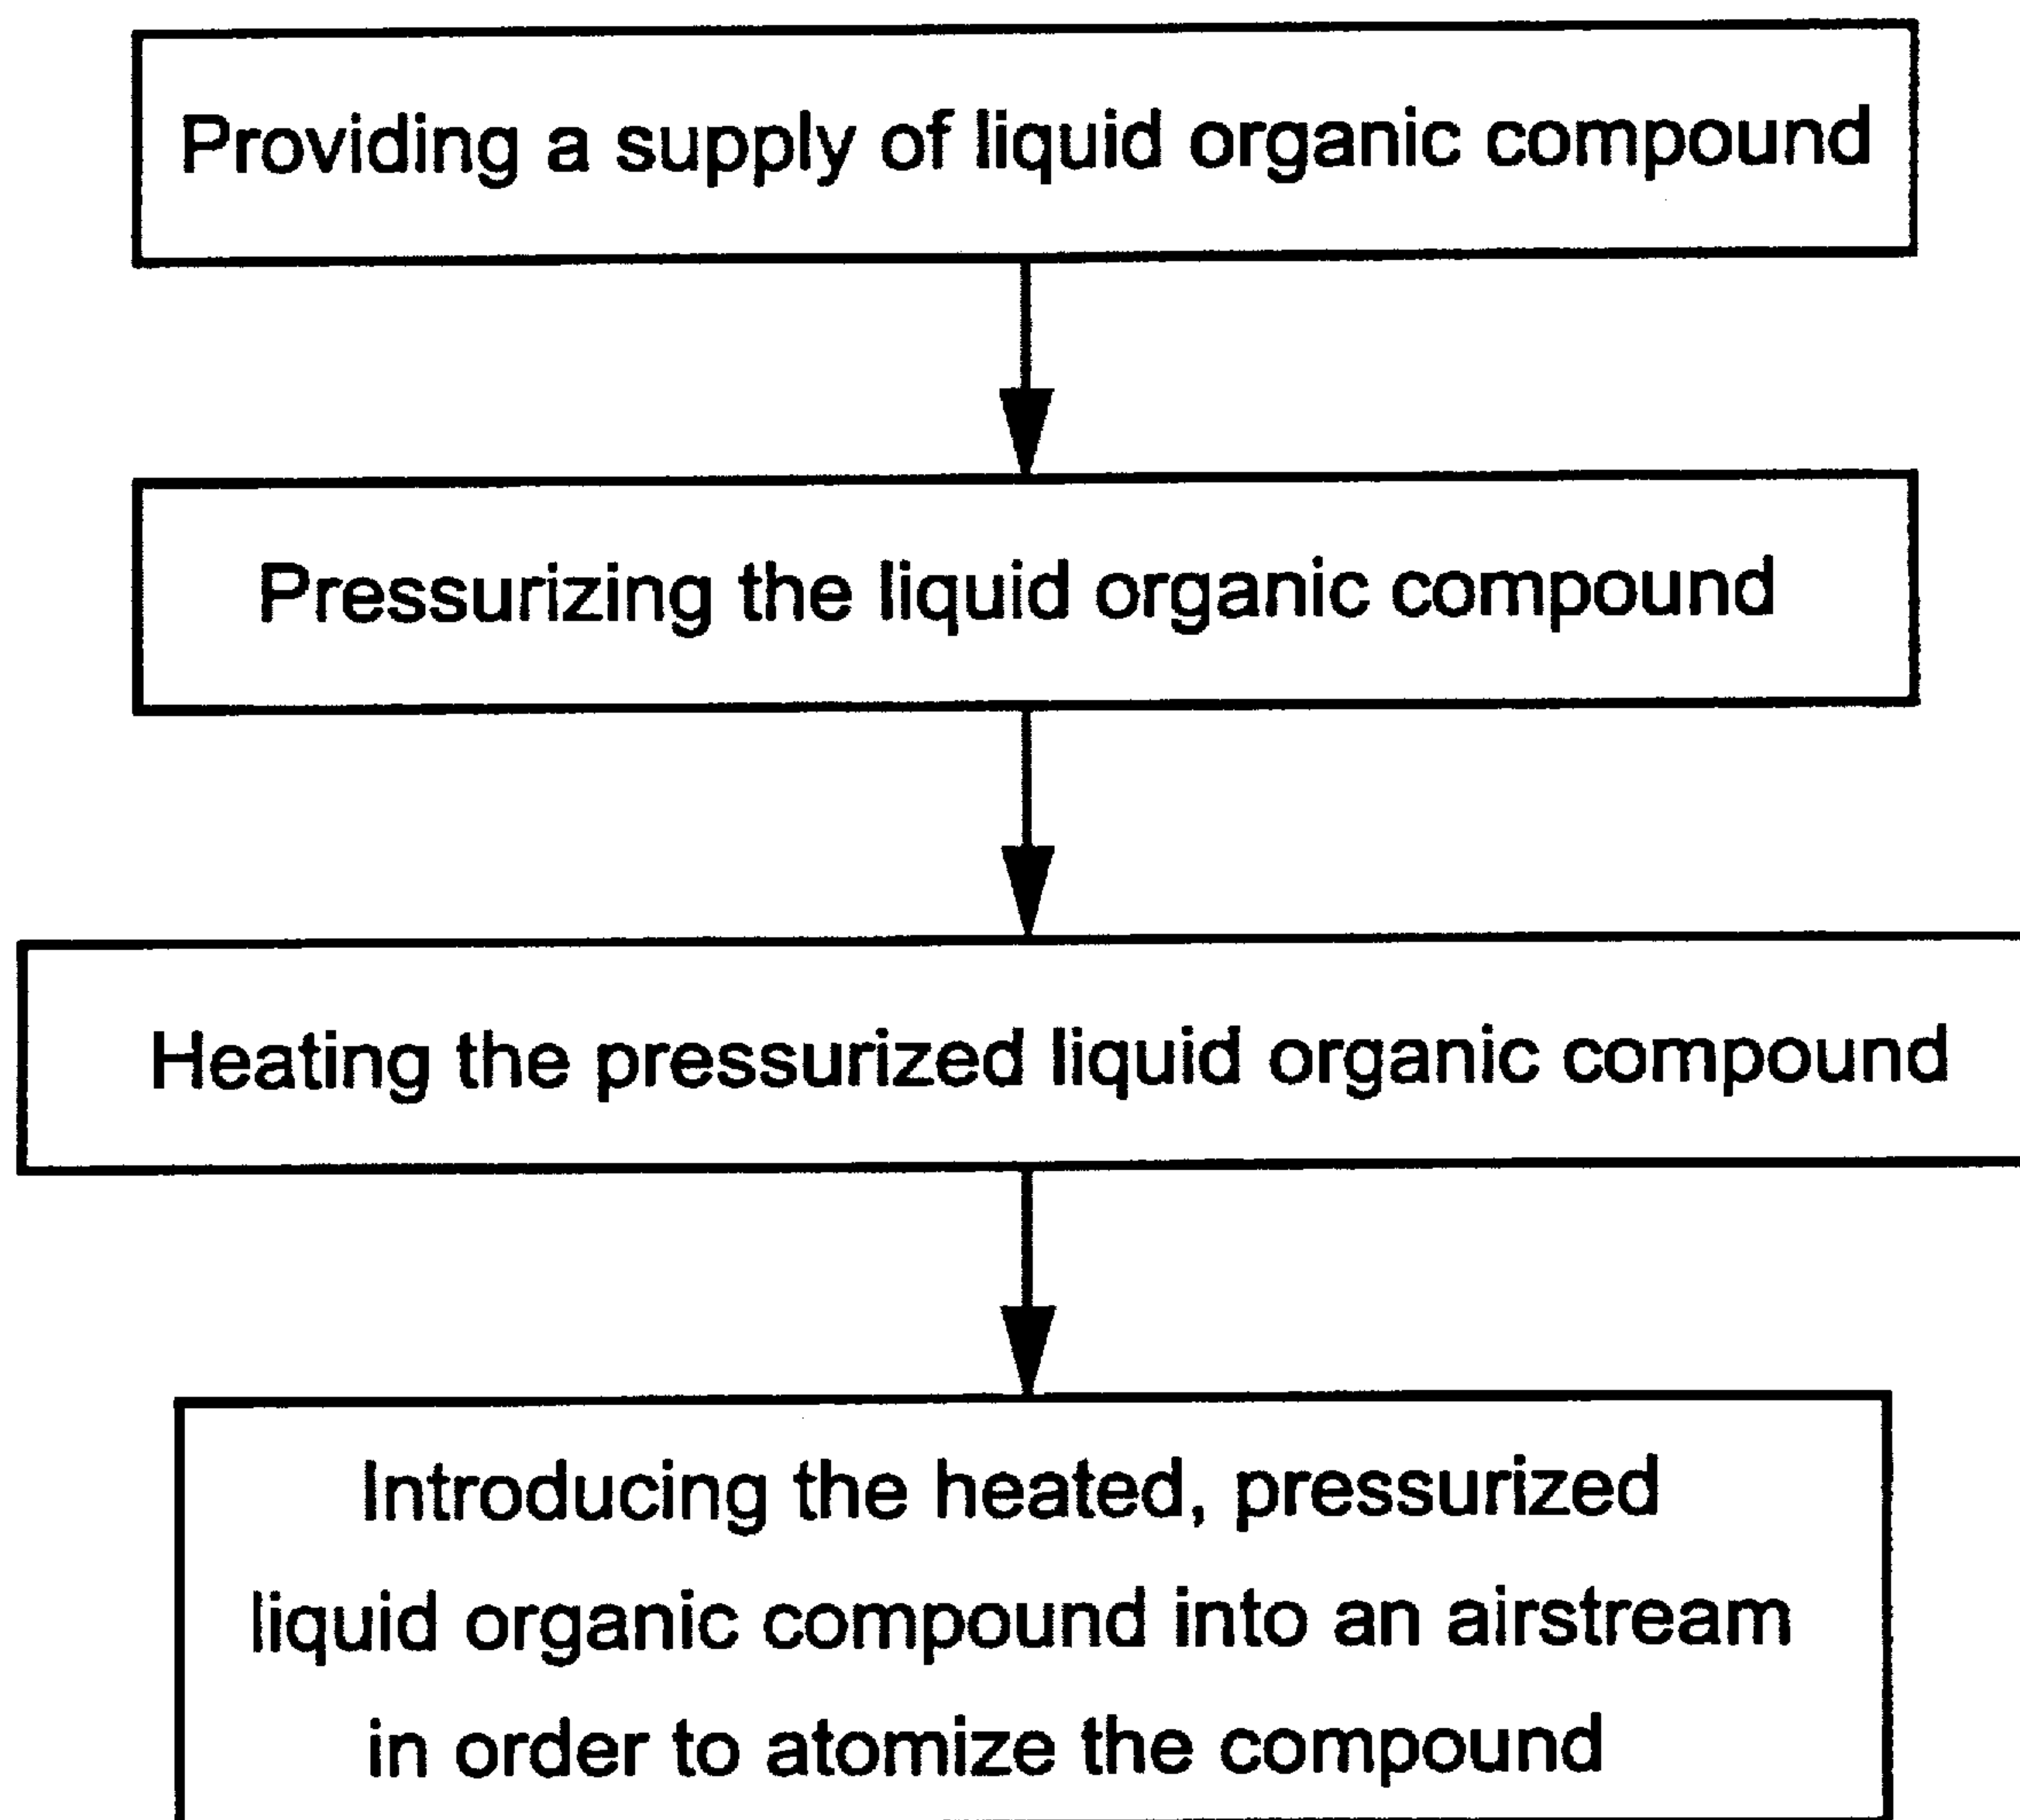 Providing a supply of liquid organic compound
Pressurizing the liquid organic compound
Heating the pressurized liquid organic compound
Introducing the heated, pressurized
liquid organic compound into an airstream
in order to atomize the compound